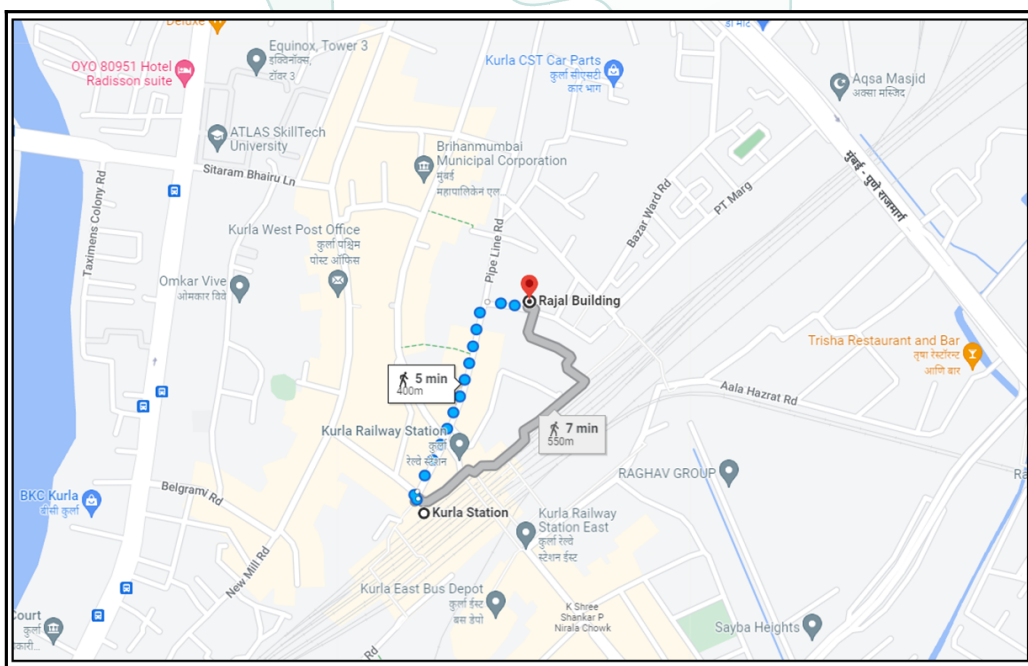 Deluxe
Equinox, Tower 3
इक्विनॉक्स,
टॉवर 3
OYO 80951 Hotel
Radisson suite
Kurla CST Car Parts
कुर्ला सीएसटी
कार भाग
Aqsa Masjid
अक्सा मस्जिद
ATLAS SkillTech
University
Brihanmumbai
Municipal Corporation
मुंबई
महापालिकेन एल...
Sitaram Bhairu Ln
मुंबई - पुणे राजमार्ग
Taximens Colony Rd
Bazar Ward Rd
PT Marg
Kurla West Post Office
कुर्ला पश्चिम
पोस्ट ऑफिस
Pipe Line Rd
Omkar Vive
ओमकार विवे
Rajal Building
Trisha Restaurant and Bar
तृषा रेस्टॉरंट
आणि बार
5 min
400m
Aala Hazrat Rd
Kurla Railway Station
कुर्ला
रेल्वे स्टेशन
7 min
550m
RAGHAV GROUP
Belgrami Rd
BKC Kurla
बीसी कुर्ला
Kurla Station
Kurla Railway
Station East
कुर्ला रेल्वे
स्टेशन ईस्ट
New Mill Rd
Kurla East Bus Depot
कुर्ला ईस्ट
बस डेपो
K Shree
Shankar P
Nirala Chowk
Court
कुर्ला
Sayba Heights
Rd